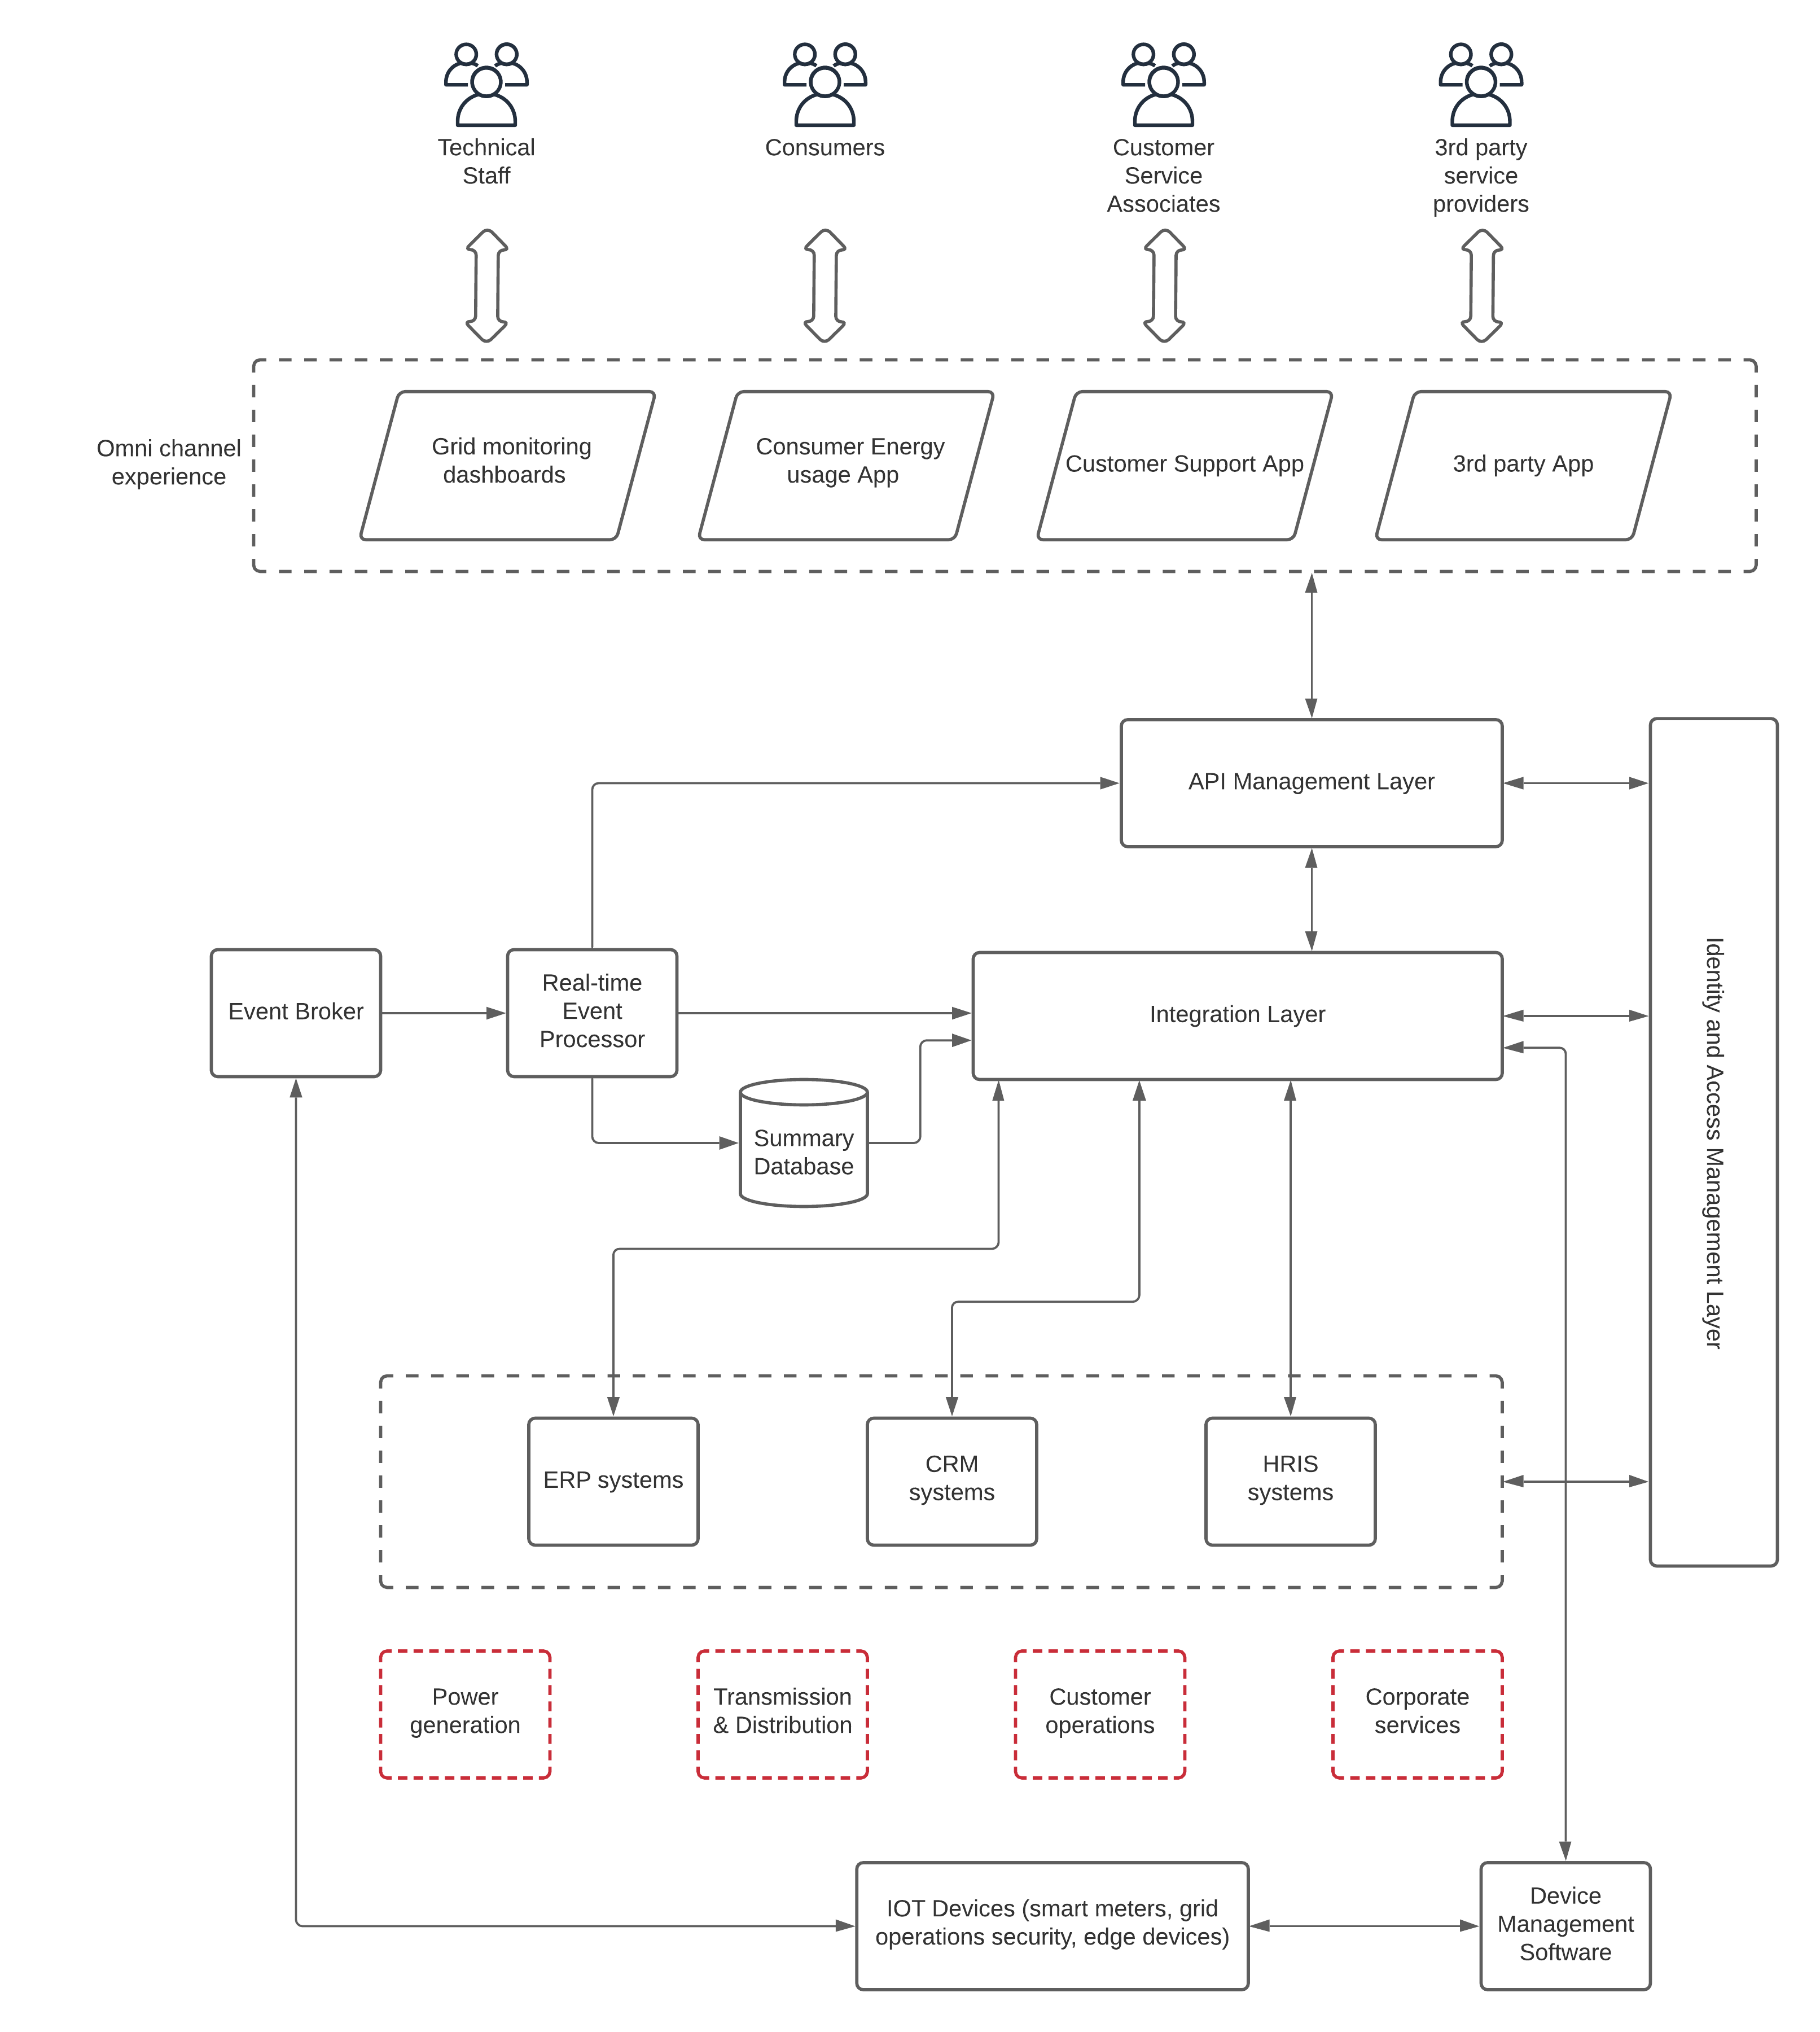 Technical
Staff
Consumers
Customer
Service
Associates
3rd party
service
providers
Omni channel
experience
Grid monitoring
dashboards
Consumer Energy
usage App
Customer Support App
3rd party App
API Management Layer
Identity and Access Management Layer
Event Broker
Real-time
Event
Processor
Integration Layer
Summary
Database
ERP systems
CRM
systems
HRIS
systems
Power
generation
Transmission
& Distribution
Customer
operations
Corporate
services
IOT Devices (smart meters, grid
operations security, edge devices)
Device
Management
Software